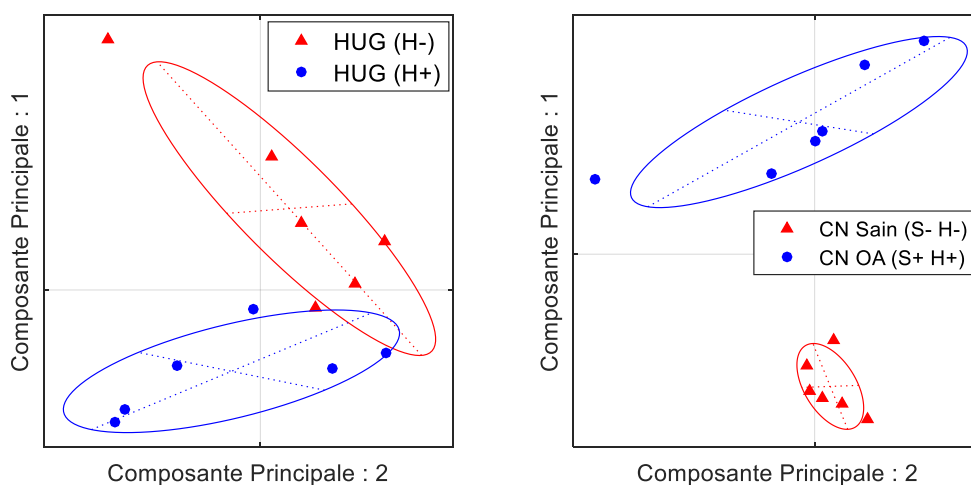 Composante Principale : 1
HUG (H-)
HUG (H+)
Composante Principale : 2
Composante Principale : 1
CN Sain (S- H-)
CN OA (S+ H+)
Composante Principale : 2